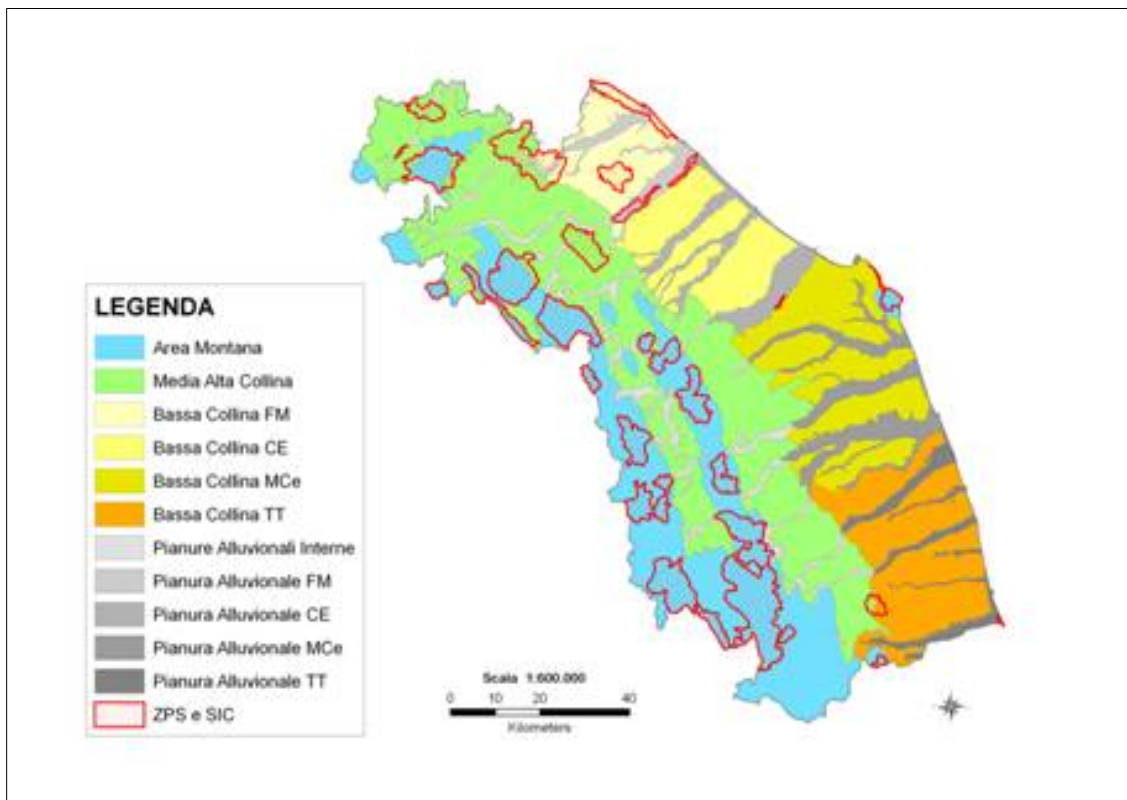 LEGENDA
Area Montana
Media Alta Collina
Bassa Collina FM
Bassa Collina CE
Bassa Collina MCe
Bassa Collina TT
Pianure Alluvionali Interne
Pianura Alluvionale FM
Pianura Alluvionale CE
Pianura Alluvionale MCe
Pianura Alluvionale TT
ZPS e SIC
Scala 1:600.000
0 10 20 40
Kilometers